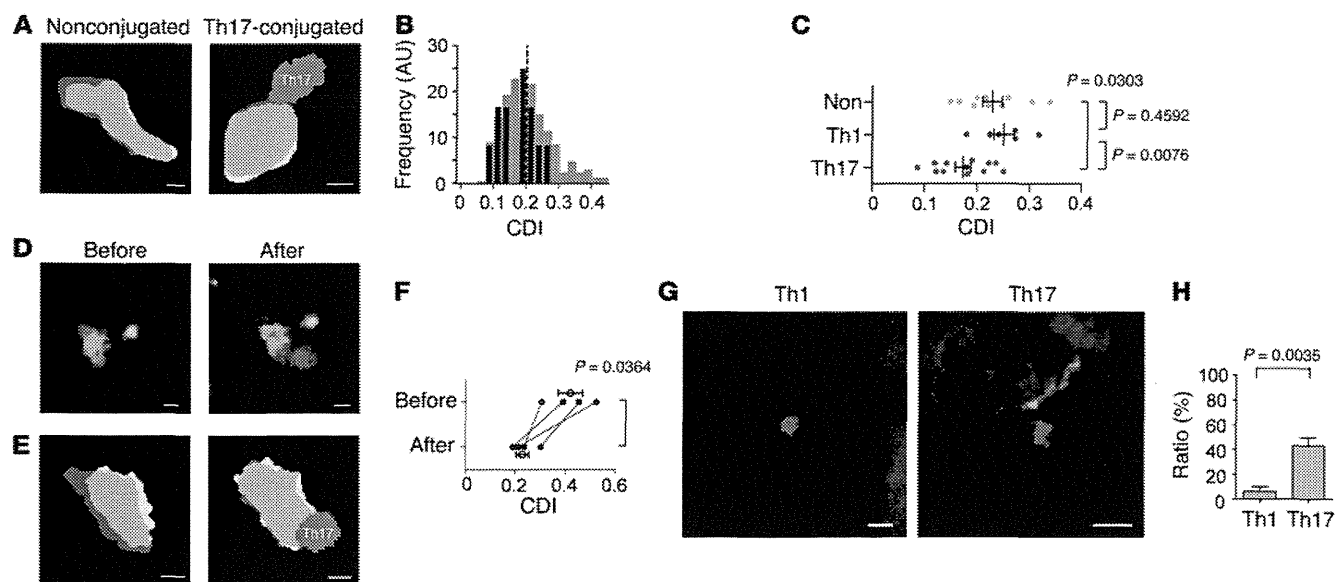 A Nonconjugated Th17-conjugated
Th17
B
Frequency (AU)
30
20
10
0
0 0.1 0.2 0.3 0.4
CDI
C
P = 0.0303
Non
Th1
Th17
P = 0.4592
P = 0.0076
0 0.1 0.2 0.3 0.4
CDI
D Before After
E
Th17
F
P = 0.0364
Before
After
0 0.2 0.4 0.6
CDI
G Th1 Th17
H
P = 0.0035
Ratio (%)
100
80
60
40
20
0
Th1 Th17